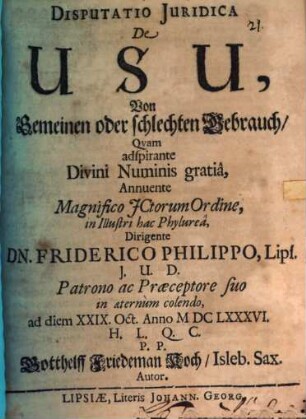 DISPUTATIO JURIDICA
21.
De
USU,
Von
Gemeinen oder schlechten Gebrauch/
Qvam
adspirante
Divini Numinis gratiâ,
Annuente
Magnifico JCtorum Ordine,
in Illustri hac Phylureâ,
Dirigente
DN. FRIDERICO PHILIPPO, Lips.
J. U. D.
Patrono ac Præceptore suo
in æternum colendo,
ad diem XXIX. Oct. Anno M DC LXXXVI.
H. L. Q. C.
P. P.
Gotthelff Friedeman Koch/ Isleb. Sax.
Autor.
LIPSIÆ, Literis JOHANN. GEORG.